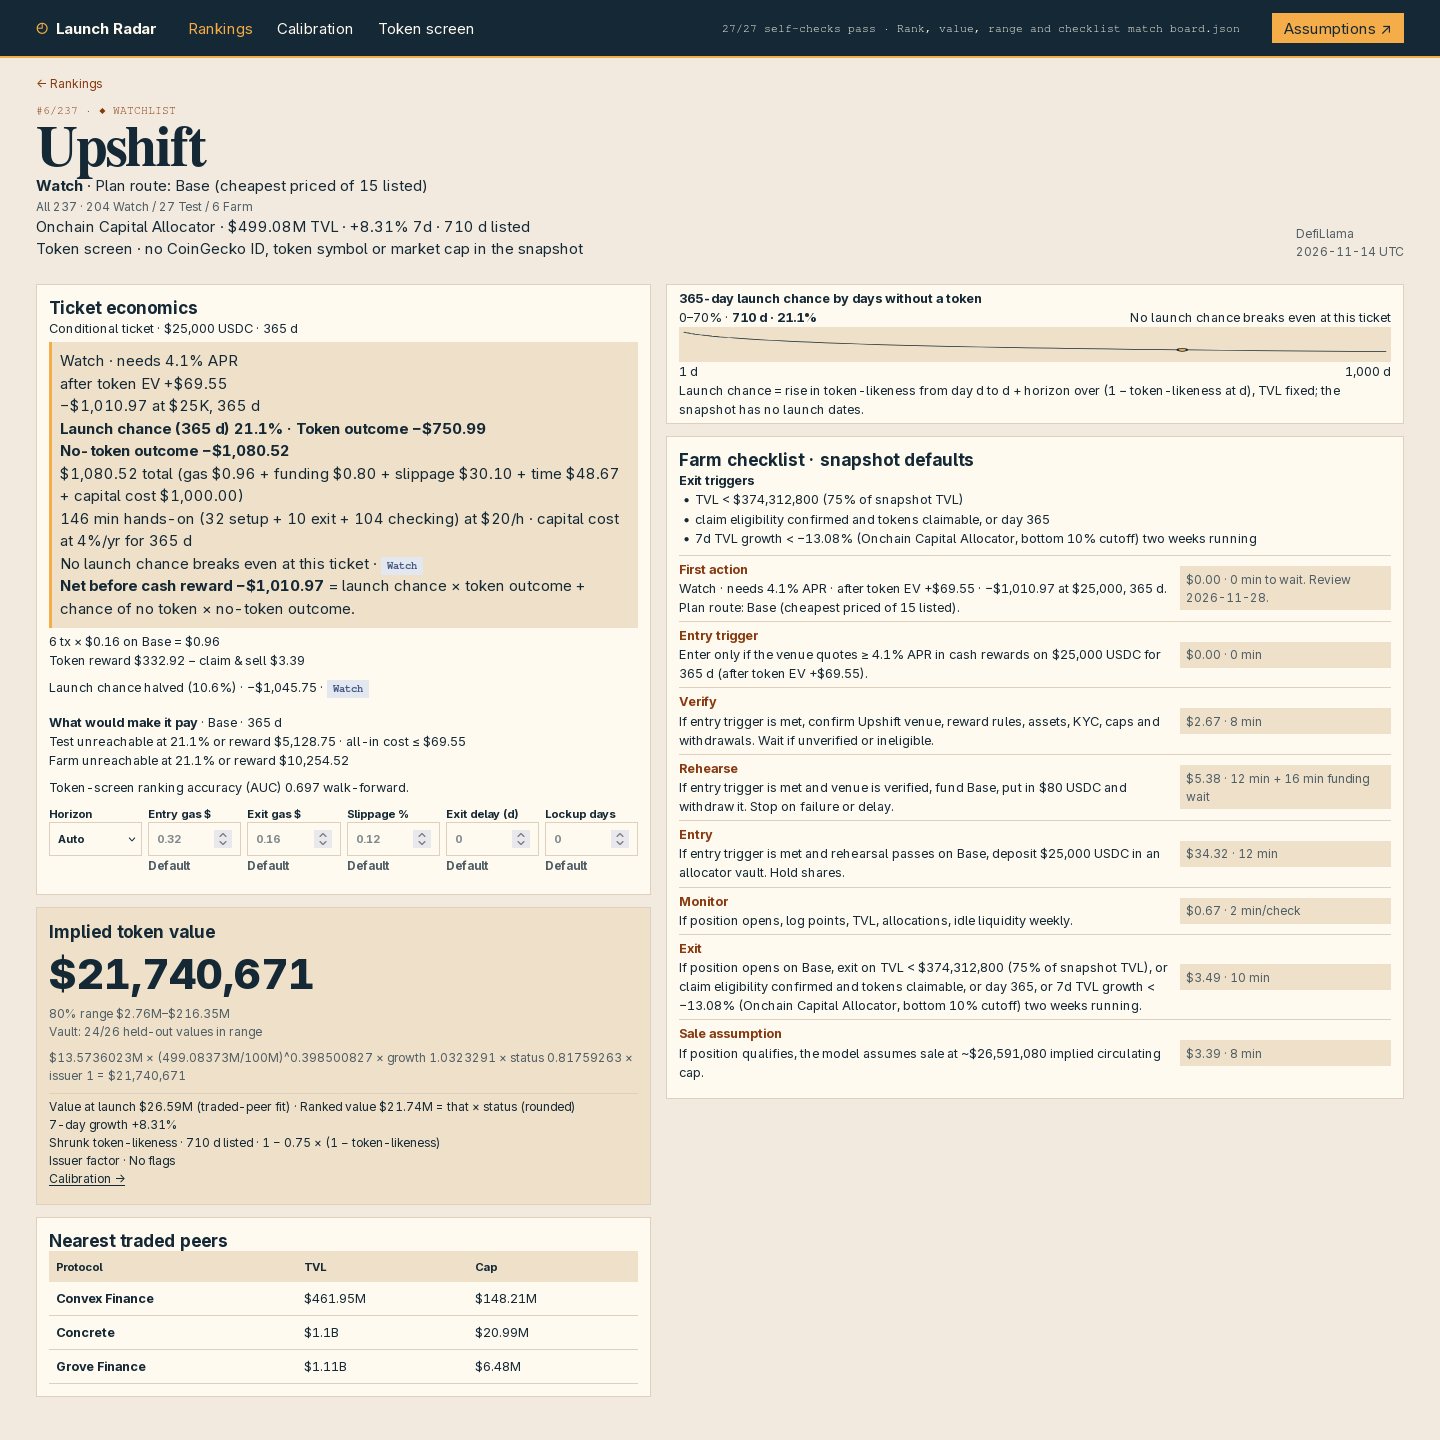 Launch Radar
Rankings
Calibration
Token screen
27/27 self-checks pass · Rank, value, range and checklist match board.json
Assumptions ↗
← Rankings
#6/237 · ◆ WATCHLIST
Upshift
Watch · Plan route: Base (cheapest priced of 15 listed)
All 237 · 204 Watch / 27 Test / 6 Farm
Onchain Capital Allocator · $499.08M TVL · +8.31% 7d · 710 d listed
Token screen · no CoinGecko ID, token symbol or market cap in the snapshot
DefiLlama
2026-11-14 UTC
Ticket economics
Conditional ticket · $25,000 USDC · 365 d
Watch · needs 4.1% APR
after token EV +$69.55
−$1,010.97 at $25K, 365 d
Launch chance (365 d) 21.1% · Token outcome −$750.99
No-token outcome −$1,080.52
$1,080.52 total (gas $0.96 + funding $0.80 + slippage $30.10 + time $48.67
+ capital cost $1,000.00)
146 min hands-on (32 setup + 10 exit + 104 checking) at $20/h · capital cost
at 4%/yr for 365 d
No launch chance breaks even at this ticket · Watch
Net before cash reward −$1,010.97 = launch chance × token outcome +
chance of no token × no-token outcome.
6 tx × $0.16 on Base = $0.96
Token reward $332.92 − claim & sell $3.39
Launch chance halved (10.6%) · −$1,045.75 · Watch
What would make it pay · Base · 365 d
Test unreachable at 21.1% or reward $5,128.75 · all-in cost ≤ $69.55
Farm unreachable at 21.1% or reward $10,254.52
Token-screen ranking accuracy (AUC) 0.697 walk-forward.
Horizon
Entry gas $
Exit gas $
Slippage %
Exit delay (d)
Lockup days
Auto
0.32
0.16
0.12
0
0
Default
Default
Default
Default
Default
Implied token value
$21,740,671
80% range $2.76M–$216.35M
Vault: 24/26 held-out values in range
$13.5736023M × (499.08373M/100M)^0.398500827 × growth 1.0323291 × status 0.81759263 ×
issuer 1 = $21,740,671
Value at launch $26.59M (traded-peer fit) · Ranked value $21.74M = that × status (rounded)
7-day growth +8.31%
Shrunk token-likeness · 710 d listed · 1 − 0.75 × (1 − token-likeness)
Issuer factor · No flags
Calibration →
Nearest traded peers
Protocol TVL Cap
Convex Finance $461.95M $148.21M
Concrete $1.1B $20.99M
Grove Finance $1.11B $6.48M
365-day launch chance by days without a token
0–70% · 710 d · 21.1%
No launch chance breaks even at this ticket
1 d
1,000 d
Launch chance = rise in token-likeness from day d to d + horizon over (1 − token-likeness at d), TVL fixed; the
snapshot has no launch dates.
Farm checklist · snapshot defaults
Exit triggers
• TVL < $374,312,800 (75% of snapshot TVL)
• claim eligibility confirmed and tokens claimable, or day 365
• 7d TVL growth < −13.08% (Onchain Capital Allocator, bottom 10% cutoff) two weeks running
First action
Watch · needs 4.1% APR · after token EV +$69.55 · −$1,010.97 at $25,000, 365 d.
Plan route: Base (cheapest priced of 15 listed).
$0.00 · 0 min to wait. Review
2026-11-28.
Entry trigger
Enter only if the venue quotes ≥ 4.1% APR in cash rewards on $25,000 USDC for
365 d (after token EV +$69.55).
$0.00 · 0 min
Verify
If entry trigger is met, confirm Upshift venue, reward rules, assets, KYC, caps and
withdrawals. Wait if unverified or ineligible.
$2.67 · 8 min
Rehearse
If entry trigger is met and venue is verified, fund Base, put in $80 USDC and
withdraw it. Stop on failure or delay.
$5.38 · 12 min + 16 min funding
wait
Entry
If entry trigger is met and rehearsal passes on Base, deposit $25,000 USDC in an
allocator vault. Hold shares.
$34.32 · 12 min
Monitor
If position opens, log points, TVL, allocations, idle liquidity weekly.
$0.67 · 2 min/check
Exit
If position opens on Base, exit on TVL < $374,312,800 (75% of snapshot TVL), or
claim eligibility confirmed and tokens claimable, or day 365, or 7d TVL growth <
−13.08% (Onchain Capital Allocator, bottom 10% cutoff) two weeks running.
$3.49 · 10 min
Sale assumption
If position qualifies, the model assumes sale at ~$26,591,080 implied circulating
cap.
$3.39 · 8 min